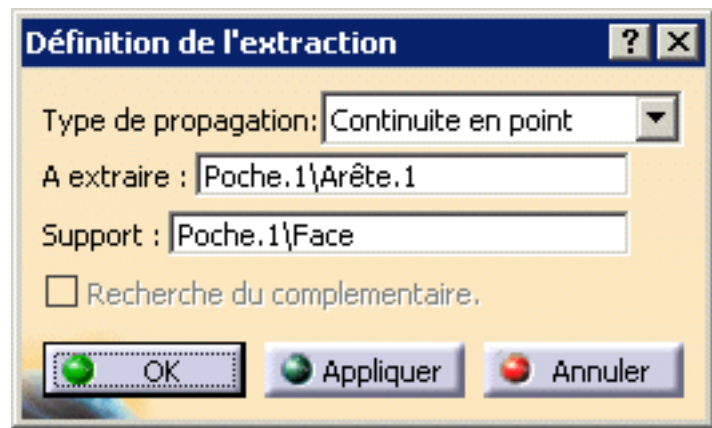 Définition de l'extraction ? X
Type de propagation: Continuite en point
A extraire : Poche.1\Arête.1
Support : Poche.1\Face
Recherche du complementaire.
OK Appliquer Annuler